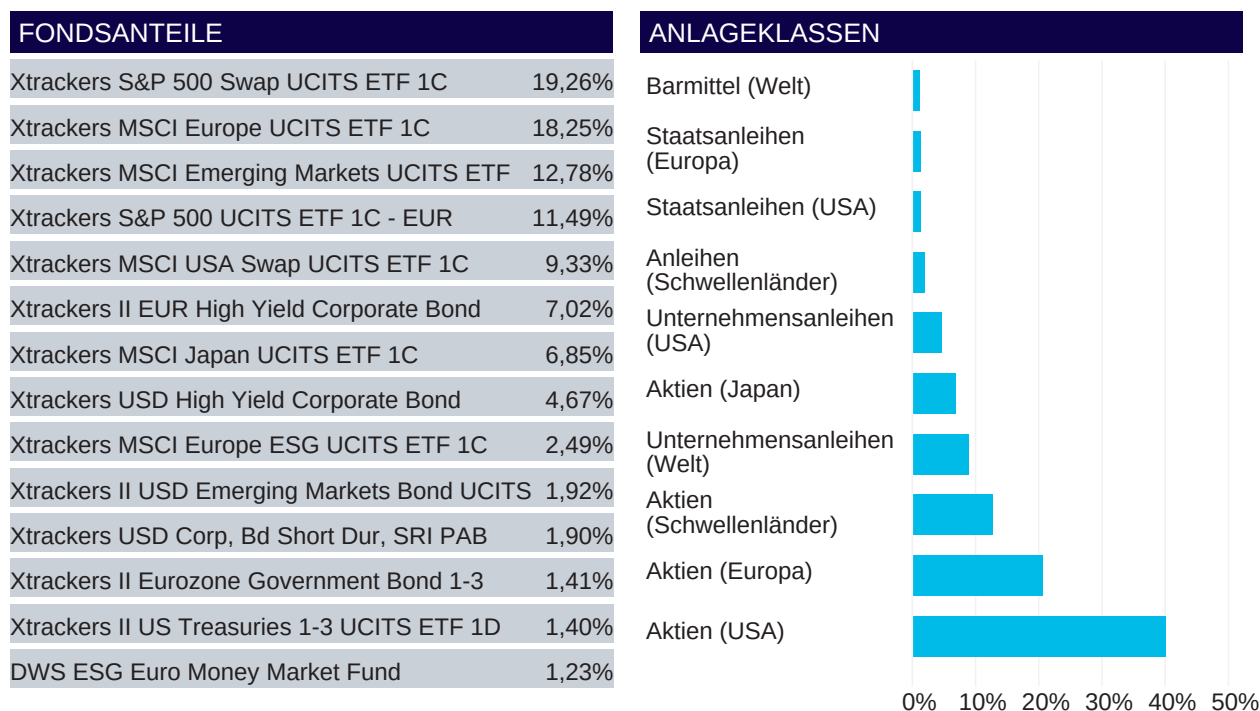 FONDSANTEILE
Xtrackers S&P 500 Swap UCITS ETF 1C 19,26%
Xtrackers MSCI Europe UCITS ETF 1C 18,25%
Xtrackers MSCI Emerging Markets UCITS ETF 12,78%
Xtrackers S&P 500 UCITS ETF 1C - EUR 11,49%
Xtrackers MSCI USA Swap UCITS ETF 1C 9,33%
Xtrackers II EUR High Yield Corporate Bond 7,02%
Xtrackers MSCI Japan UCITS ETF 1C 6,85%
Xtrackers USD High Yield Corporate Bond 4,67%
Xtrackers MSCI Europe ESG UCITS ETF 1C 2,49%
Xtrackers II USD Emerging Markets Bond UCITS 1,92%
Xtrackers USD Corp, Bd Short Dur, SRI PAB 1,90%
Xtrackers II Eurozone Government Bond 1-3 1,41%
Xtrackers II US Treasuries 1-3 UCITS ETF 1D 1,40%
DWS ESG Euro Money Market Fund 1,23%
ANLAGEKLASSEN
Barmittel (Welt)
Staatsanleihen
(Europa)
Staatsanleihen (USA)
Anleihen
(Schwellenländer)
Unternehmensanleihen
(USA)
Aktien (Japan)
Unternehmensanleihen
(Welt)
Aktien
(Schwellenländer)
Aktien (Europa)
Aktien (USA)
0% 10% 20% 30% 40% 50%